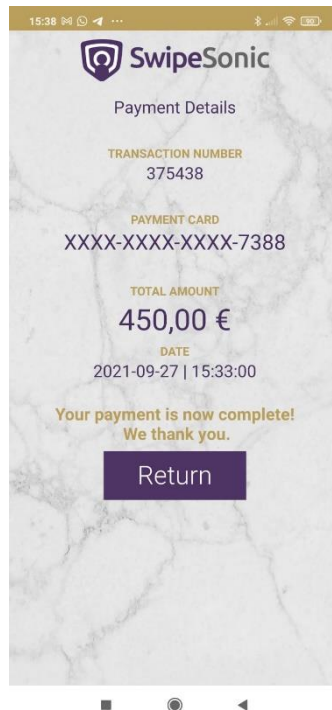 15:38
SwipeSonic
Payment Details
TRANSACTION NUMBER
375438
PAYMENT CARD
XXXX-XXXX-XXXX-7388
TOTAL AMOUNT
450,00 €
DATE
2021-09-27 | 15:33:00
Your payment is now complete!
We thank you.
Return